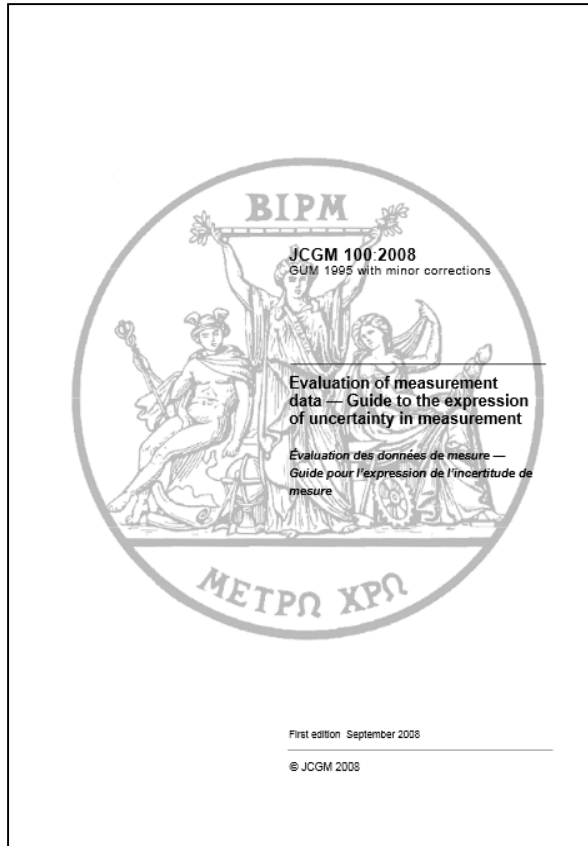 BIPM
JCGM 100:2008
GUM 1995 with minor corrections
Evaluation of measurement
data — Guide to the expression
of uncertainty in measurement
Évaluation des données de mesure —
Guide pour l'expression de l'incertitude de
mesure
ΜΕΤΡΩ ΧΡΩ
First edition September 2008
© JCGM 2008